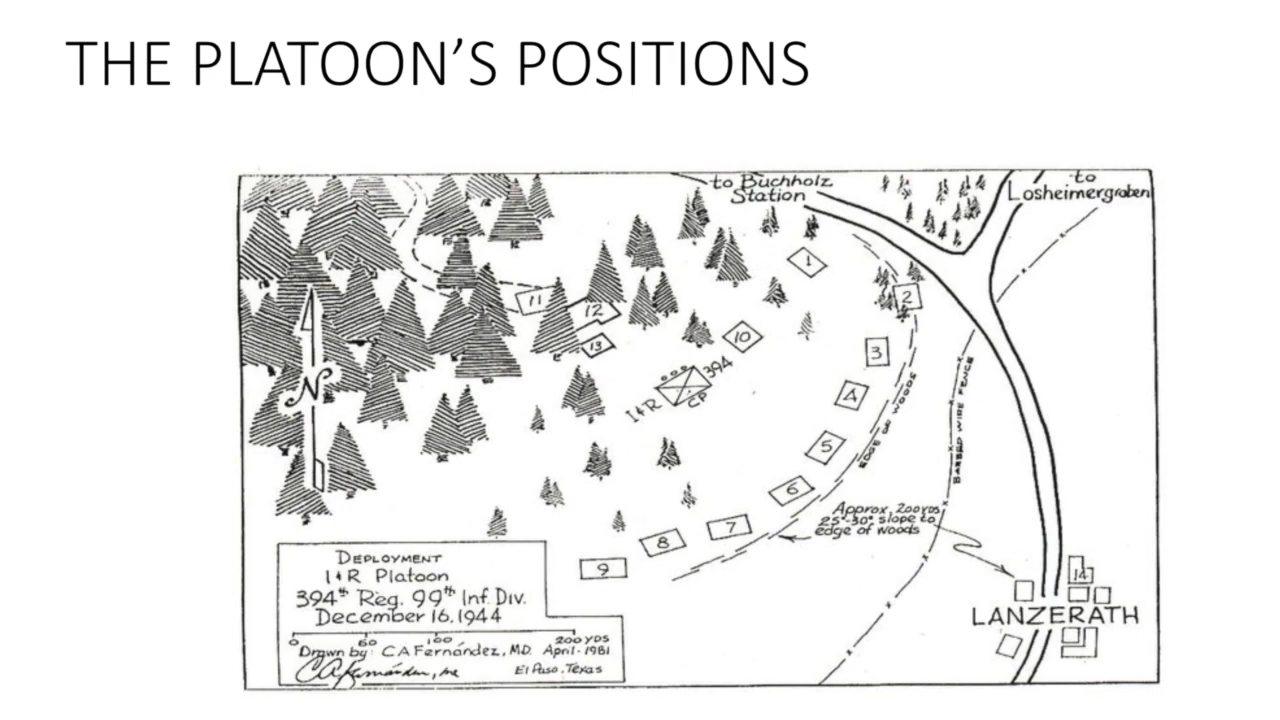 THE PLATOON’S POSITIONS
to Buchholz
Station
to
Losheimergraben
1
2
3
4
5
6
7
8
9
10
11
12
13
I+R
394
CP
N
EDGE OF WOODS
BARBED WIRE FENCE
Approx. 200yds
25°-30° slope to
edge of woods
14
LANZERATH
DEPLOYMENT
I+R Platoon
394th Reg. 99th Inf. Div.
December 16.1944
0 50 100 200 YDS
Drawn by: CA Fernández, MD. April-1981
El Paso, Texas